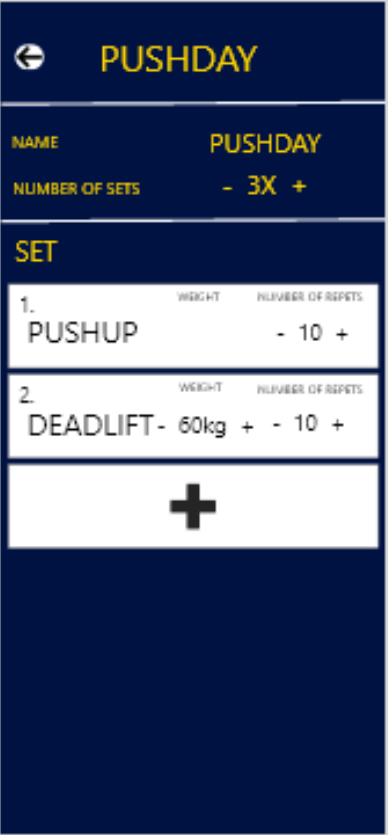 PUSHDAY
NAME PUSHDAY
NUMBER OF SETS - 3X +
SET
1. WEIGHT NUMBER OF REPETS
PUSHUP - 10 +
2. WEIGHT NUMBER OF REPETS
DEADLIFT - 60kg + - 10 +